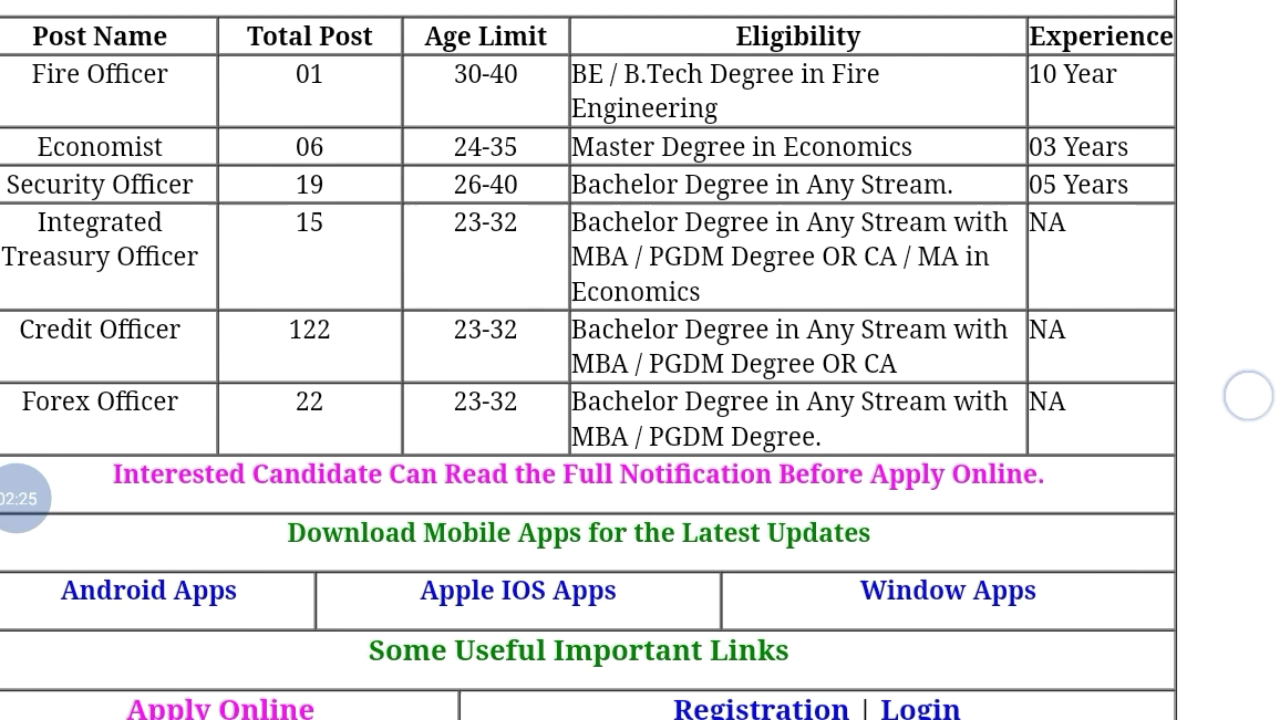 Post Name Total Post Age Limit Eligibility Experience
Fire Officer 01 30-40 BE / B.Tech Degree in Fire 10 Year
Engineering
Economist 06 24-35 Master Degree in Economics 03 Years
Security Officer 19 26-40 Bachelor Degree in Any Stream. 05 Years
Integrated 15 23-32 Bachelor Degree in Any Stream with NA
Treasury Officer MBA / PGDM Degree OR CA / MA in
Economics
Credit Officer 122 23-32 Bachelor Degree in Any Stream with NA
MBA / PGDM Degree OR CA
Forex Officer 22 23-32 Bachelor Degree in Any Stream with NA
MBA / PGDM Degree.
Interested Candidate Can Read the Full Notification Before Apply Online.
02:25
Download Mobile Apps for the Latest Updates
Android Apps Apple IOS Apps Window Apps
Some Useful Important Links
Apply Online Registration | Login